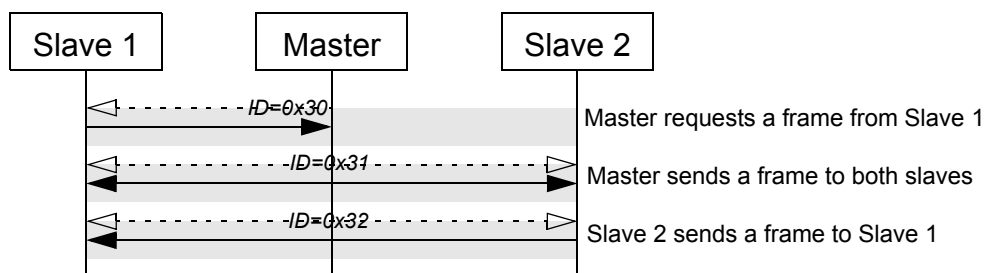 Slave 1
Master
Slave 2
ID=0x30
Master requests a frame from Slave 1
ID=0x31
Master sends a frame to both slaves
ID=0x32
Slave 2 sends a frame to Slave 1